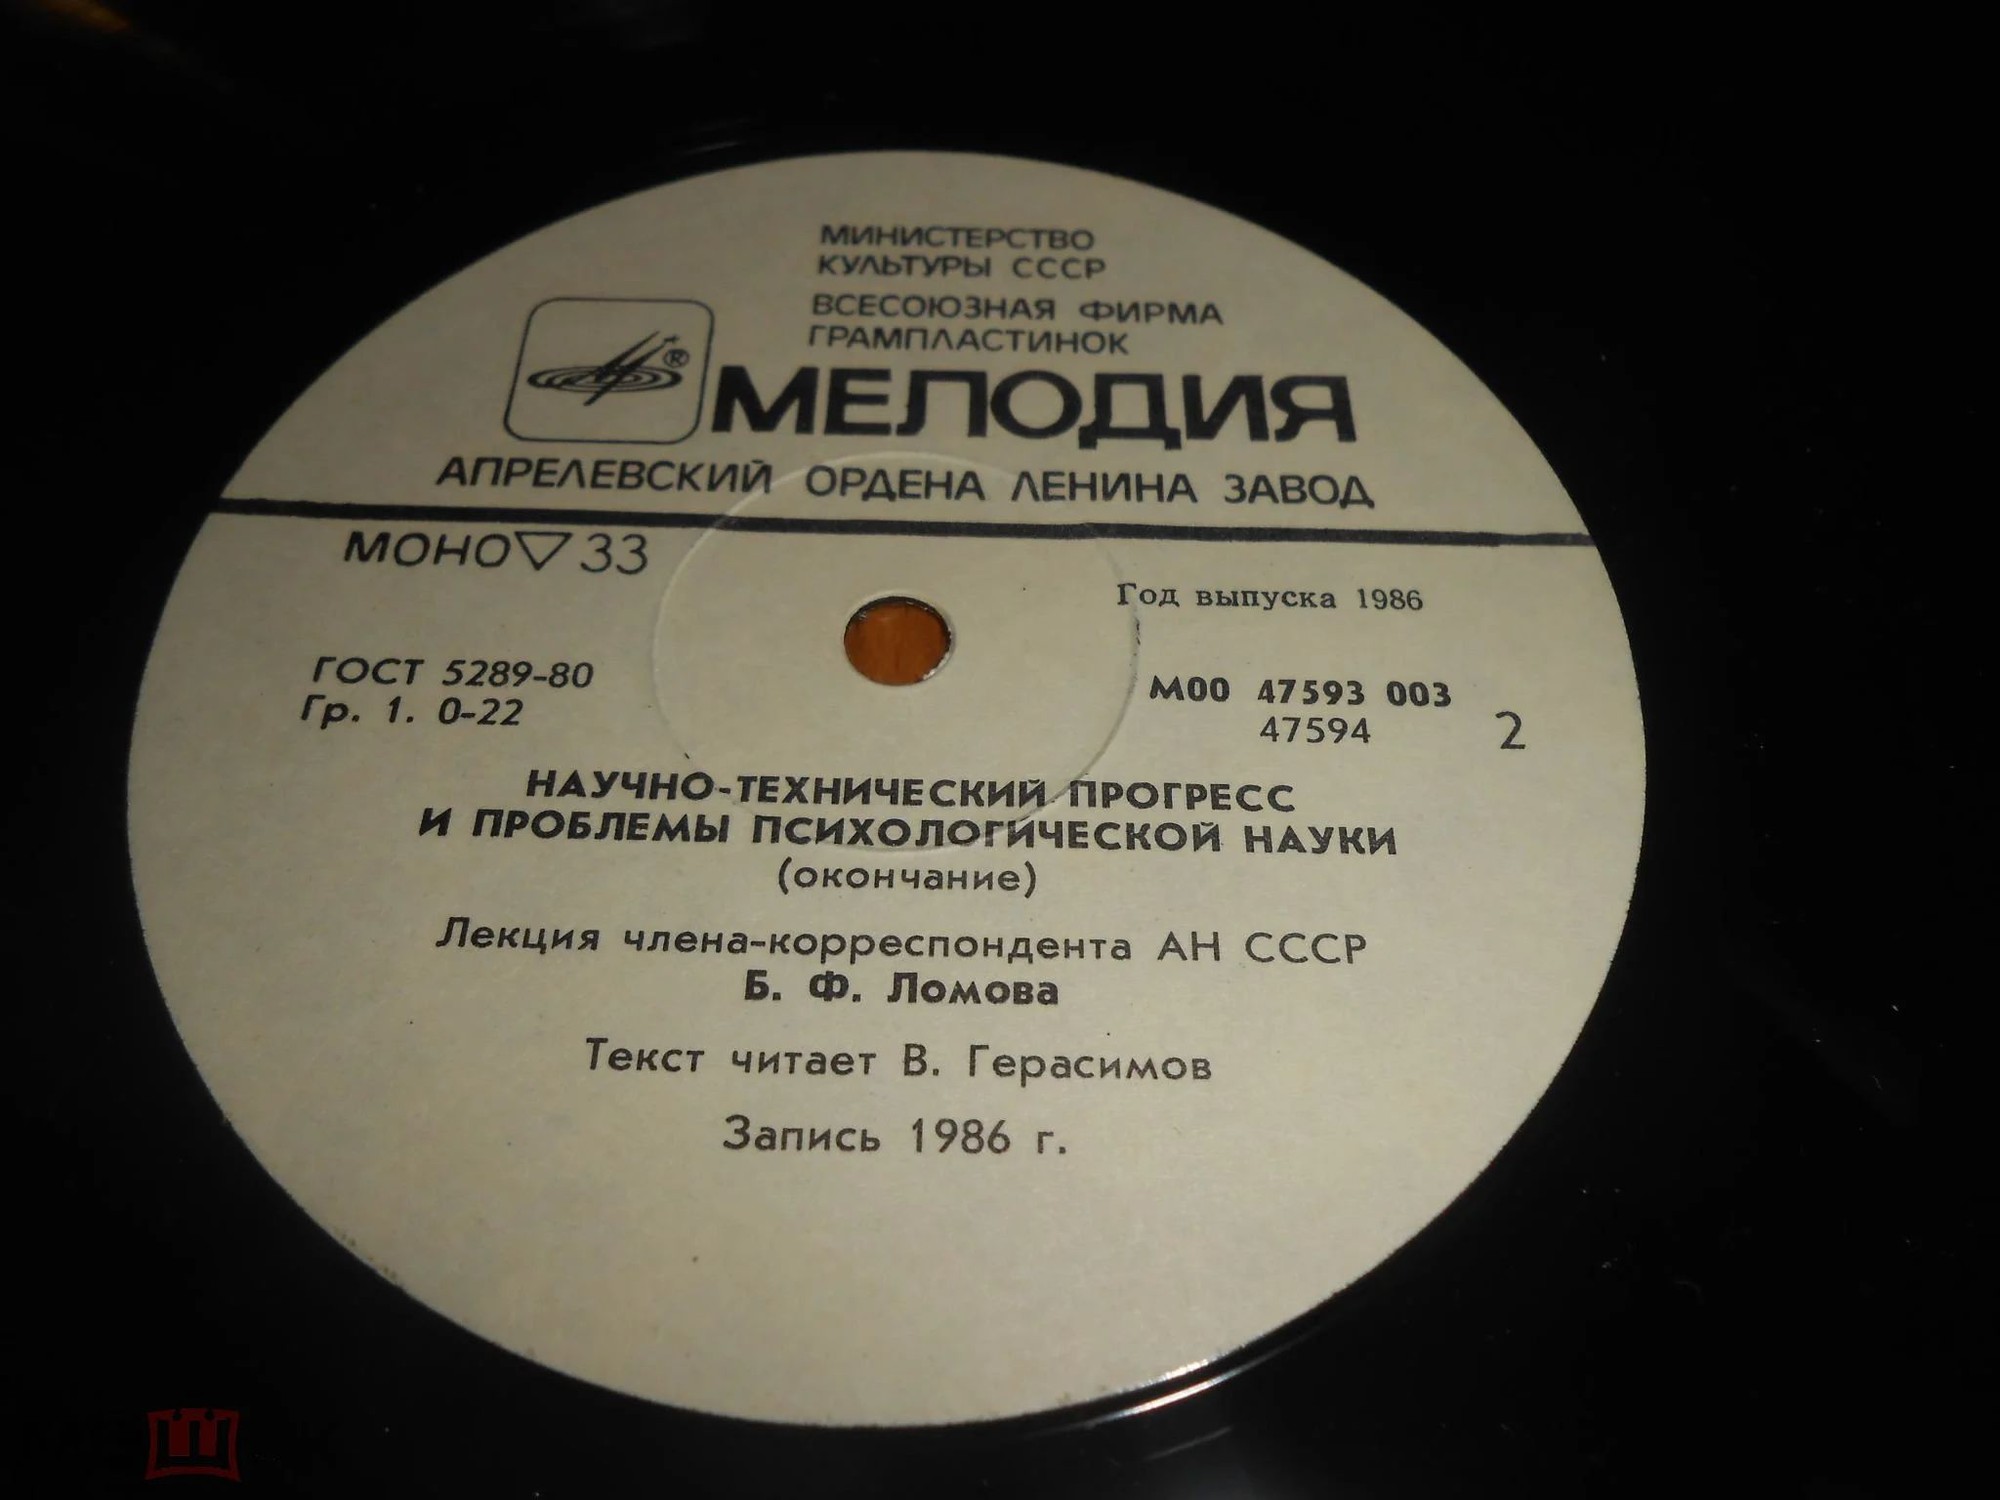 МИНИСТЕРСТВО
КУЛЬТУРЫ СССР
ВСЕСОЮЗНАЯ ФИРМА
ГРАМПЛАСТИНОК
®
МЕЛОДИЯ
АПРЕЛЕВСКИЙ ОРДЕНА ЛЕНИНА ЗАВОД
МОНО▽33
Год выпуска 1986
ГОСТ 5289-80
Гр. 1. 0-22
М00 47593 003
47594
2
НАУЧНО-ТЕХНИЧЕСКИЙ ПРОГРЕСС
И ПРОБЛЕМЫ ПСИХОЛОГИЧЕСКОЙ НАУКИ
(окончание)
Лекция члена-корреспондента АН СССР
Б. Ф. Ломова
Текст читает В. Герасимов
Запись 1986 г.